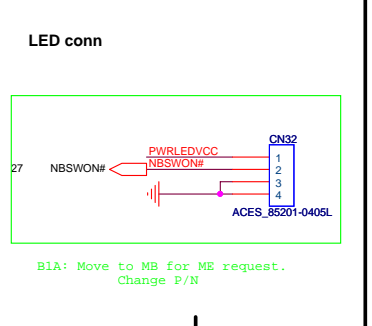 LED conn
CN32
PWRLEDVCC
1
27 NBSWON# NBSWON# 2
3
4
ACES_85201-0405L
B1A: Move to MB for ME request.
Change P/N